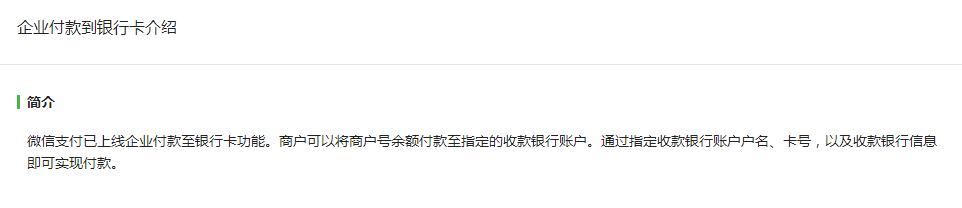 企业付款到银行卡介绍
简介
微信支付已上线企业付款至银行卡功能。商户可以将商户号余额付款至指定的收款银行账户。通过指定收款银行账户户名、卡号，以及收款银行信息
即可实现付款。